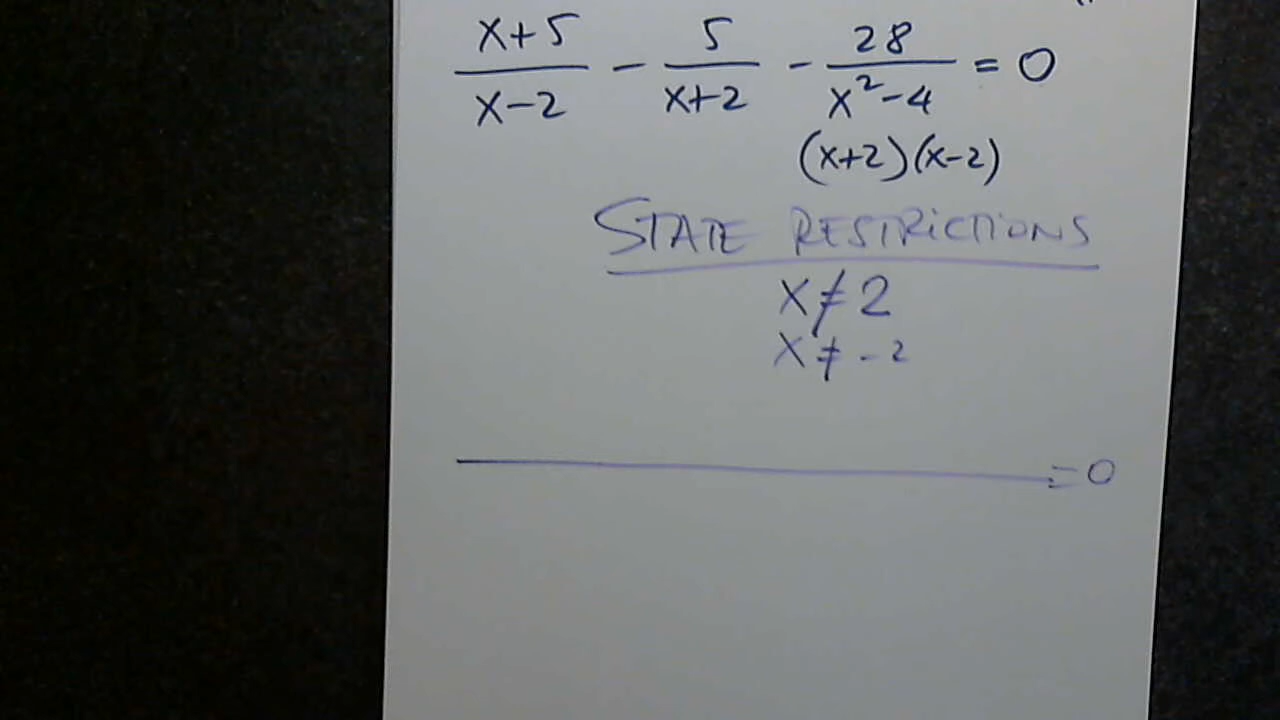 x+5/x-2 - 5/x+2 - 28/x²-4 = 0
(x+2)(x-2)
STATE RESTRICTIONS
x≠2
x≠-2
=0